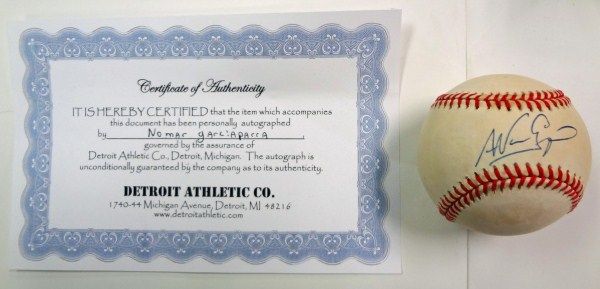 Certificate of Authenticity
IT IS HEREBY CERTIFIED that the item which accompanies
this document has been personally autographed
by Nomar garciaparra
governed by the assurance of
Detroit Athletic Co., Detroit, Michigan. The autograph is
unconditionally guaranteed by the company as to its authenticity.
DETROIT ATHLETIC CO.
1740-44 Michigan Avenue, Detroit, MI 48216
www.detroitathletic.com